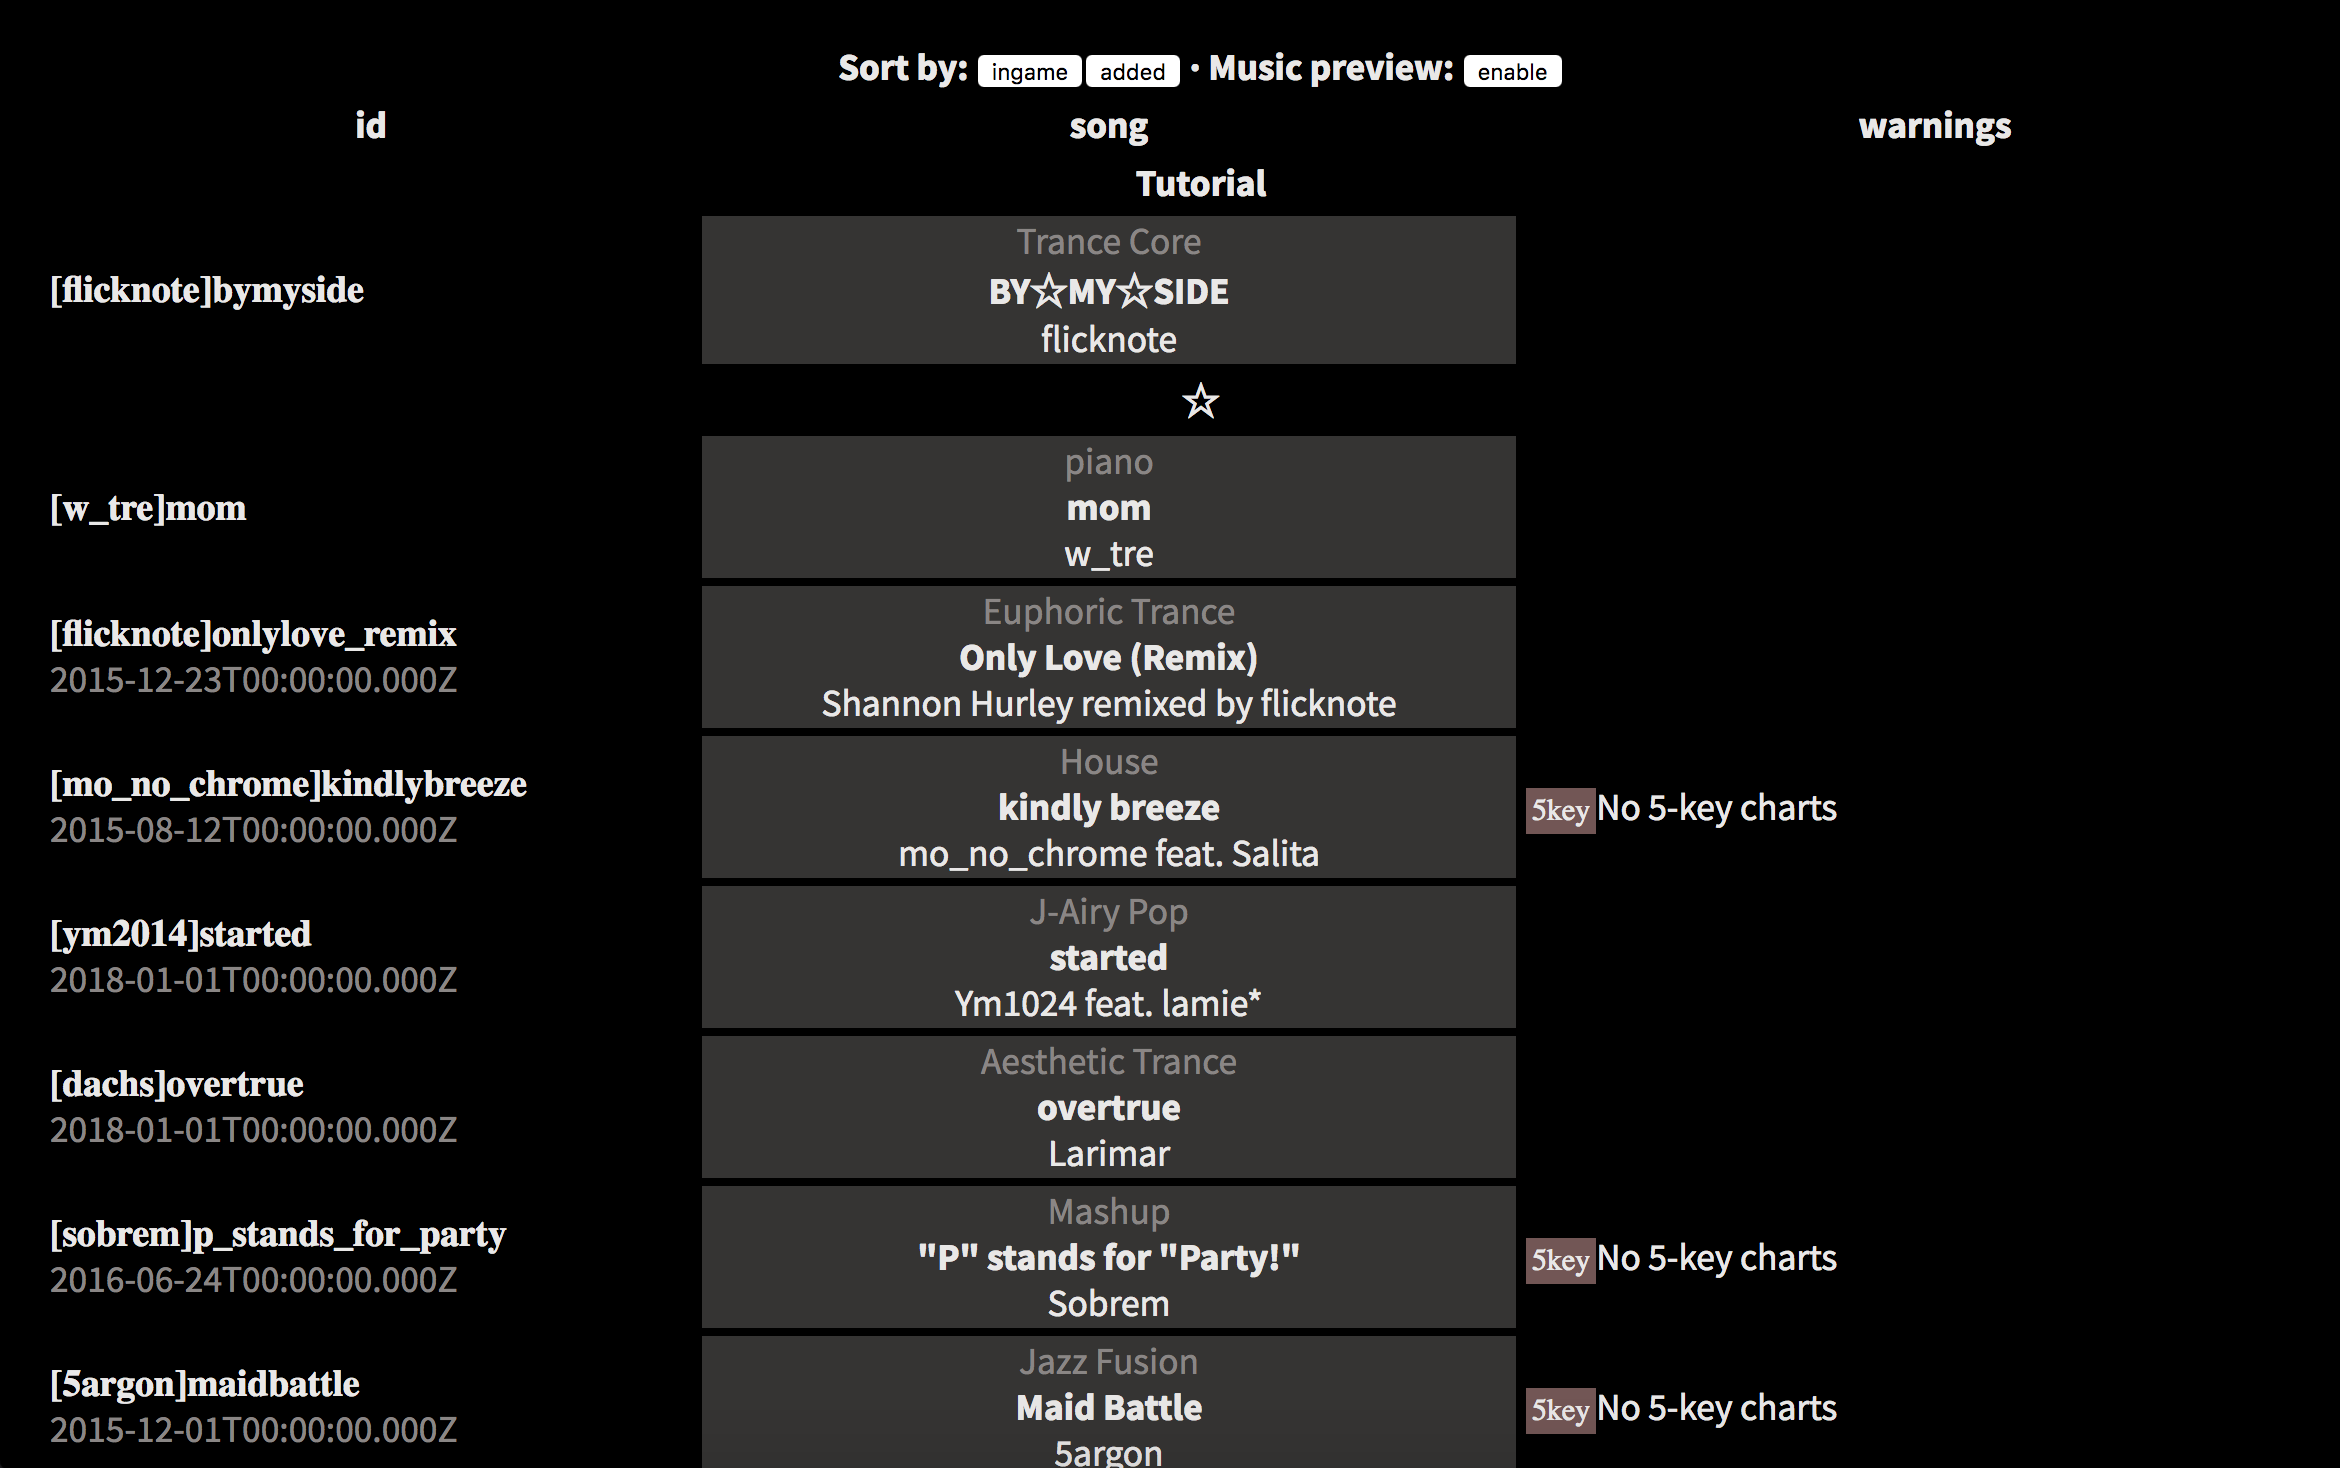 Sort by: ingame added · Music preview: enable
id song warnings
Tutorial
[flicknote]bymyside
Trance Core
BY☆MY☆SIDE
flicknote
☆
[w_tre]mom
piano
mom
w_tre
[flicknote]onlylove_remix
2015-12-23T00:00:00.000Z
Euphoric Trance
Only Love (Remix)
Shannon Hurley remixed by flicknote
[mo_no_chrome]kindlybreeze
2015-08-12T00:00:00.000Z
House
kindly breeze
mo_no_chrome feat. Salita
5key No 5-key charts
[ym2014]started
2018-01-01T00:00:00.000Z
J-Airy Pop
started
Ym1024 feat. lamie*
[dachs]overtrue
2018-01-01T00:00:00.000Z
Aesthetic Trance
overtrue
Larimar
[sobrem]p_stands_for_party
2016-06-24T00:00:00.000Z
Mashup
"P" stands for "Party!"
Sobrem
5key No 5-key charts
[5argon]maidbattle
2015-12-01T00:00:00.000Z
Jazz Fusion
Maid Battle
5argon
5key No 5-key charts